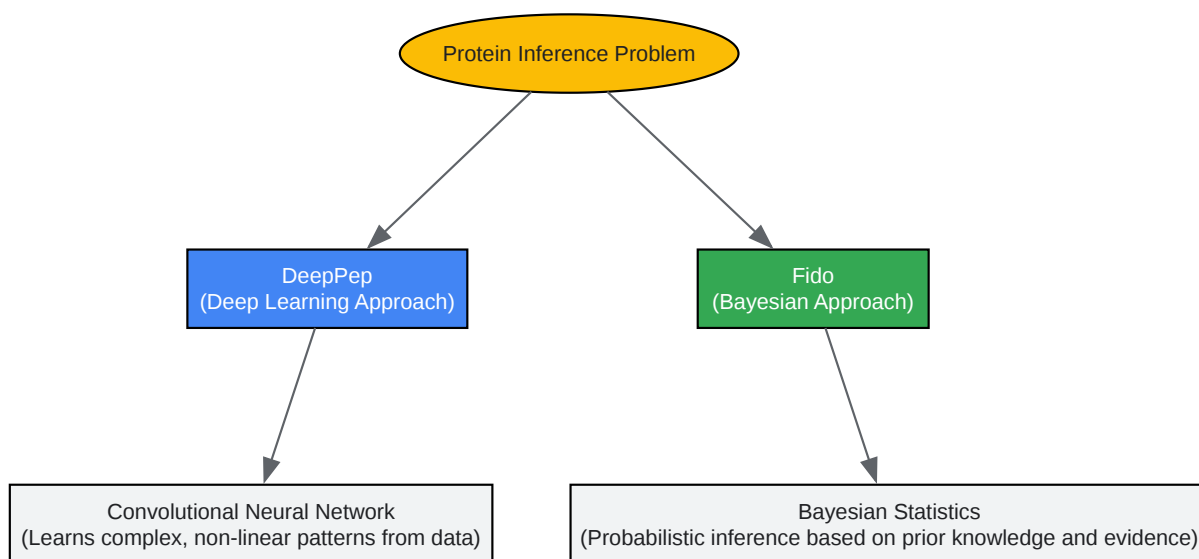 Protein Inference Problem
DeepPep
(Deep Learning Approach)
Fido
(Bayesian Approach)
Convolutional Neural Network
(Learns complex, non-linear patterns from data)
Bayesian Statistics
(Probabilistic inference based on prior knowledge and evidence)